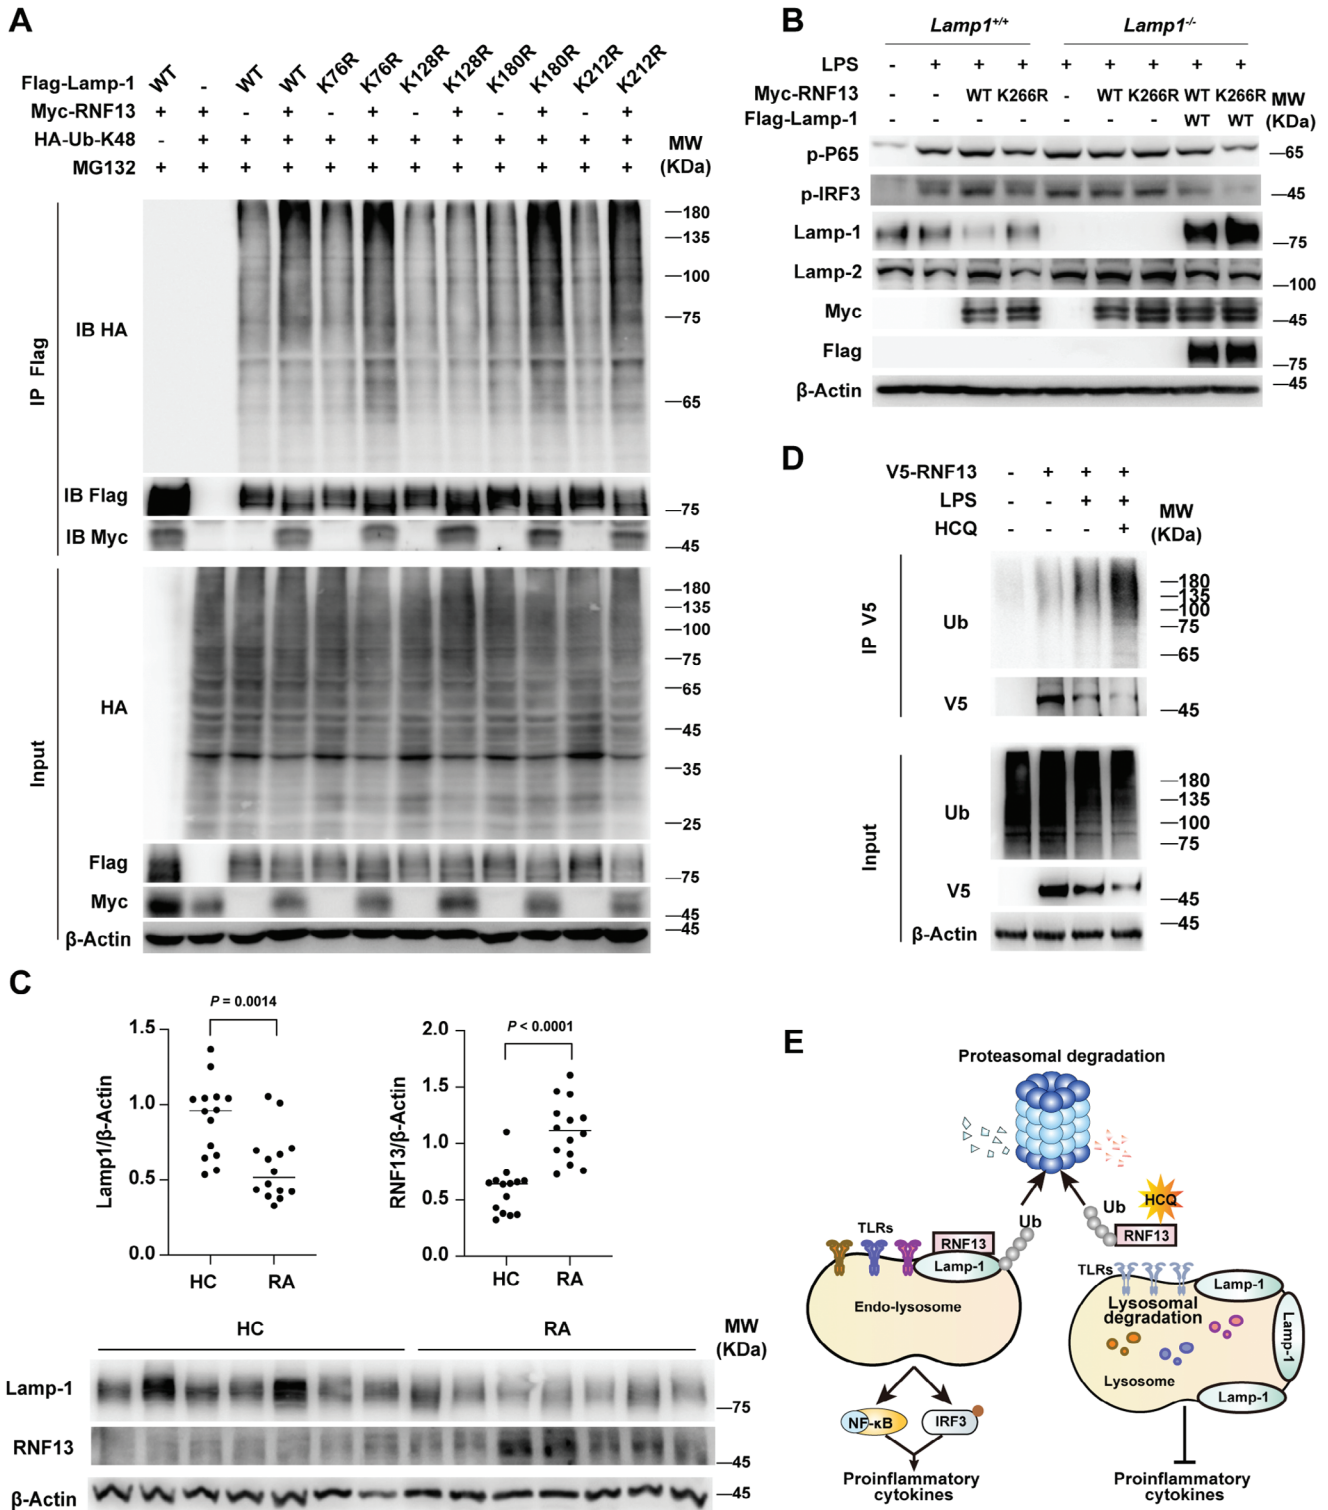 A
Flag-Lamp-1 WT - WT WT K76R K76R K128R K128R K180R K180R K212R K212R
Myc-RNF13 + + - + - + - + - + - +
HA-Ub-K48 - + + + + + + + + + + +
MG132 + + + + + + + + + + + +
MW
(KDa)
IP Flag
IB HA
180
135
100
75
65
IB Flag
75
IB Myc
45
Input
HA
180
135
100
75
65
45
35
25
Flag
75
Myc
45
β-Actin
45
B
Lamp1+/+ Lamp1-/-
LPS - + + + + + + + +
Myc-RNF13 - - WT K266R - WT K266R WT K266R
Flag-Lamp-1 - - - - - - - WT WT
MW
(KDa)
p-P65
65
p-IRF3
45
Lamp-1
75
Lamp-2
100
Myc
45
Flag
75
β-Actin
45
D
V5-RNF13 - + + +
LPS - - + +
HCQ - - - +
MW
(KDa)
IP V5
Ub
180
135
100
75
65
V5
45
Input
Ub
180
135
100
75
V5
45
β-Actin
45
C
P = 0.0014
Lamp1/β-Actin
1.5
1.0
0.5
0.0
HC RA
P < 0.0001
RNF13/β-Actin
2.0
1.5
1.0
0.5
0.0
HC RA
HC RA
MW
(KDa)
Lamp-1
75
RNF13
45
β-Actin
45
E
Proteasomal degradation
HCQ
Ub
RNF13
Ub
TLRs
RNF13
Lamp-1
Endo-lysosome
NF-κB
IRF3
Proinflammatory
cytokines
TLRs
Lamp-1
Lysosomal
degradation
Lamp-1
Lysosome
Lamp-1
Proinflammatory
cytokines